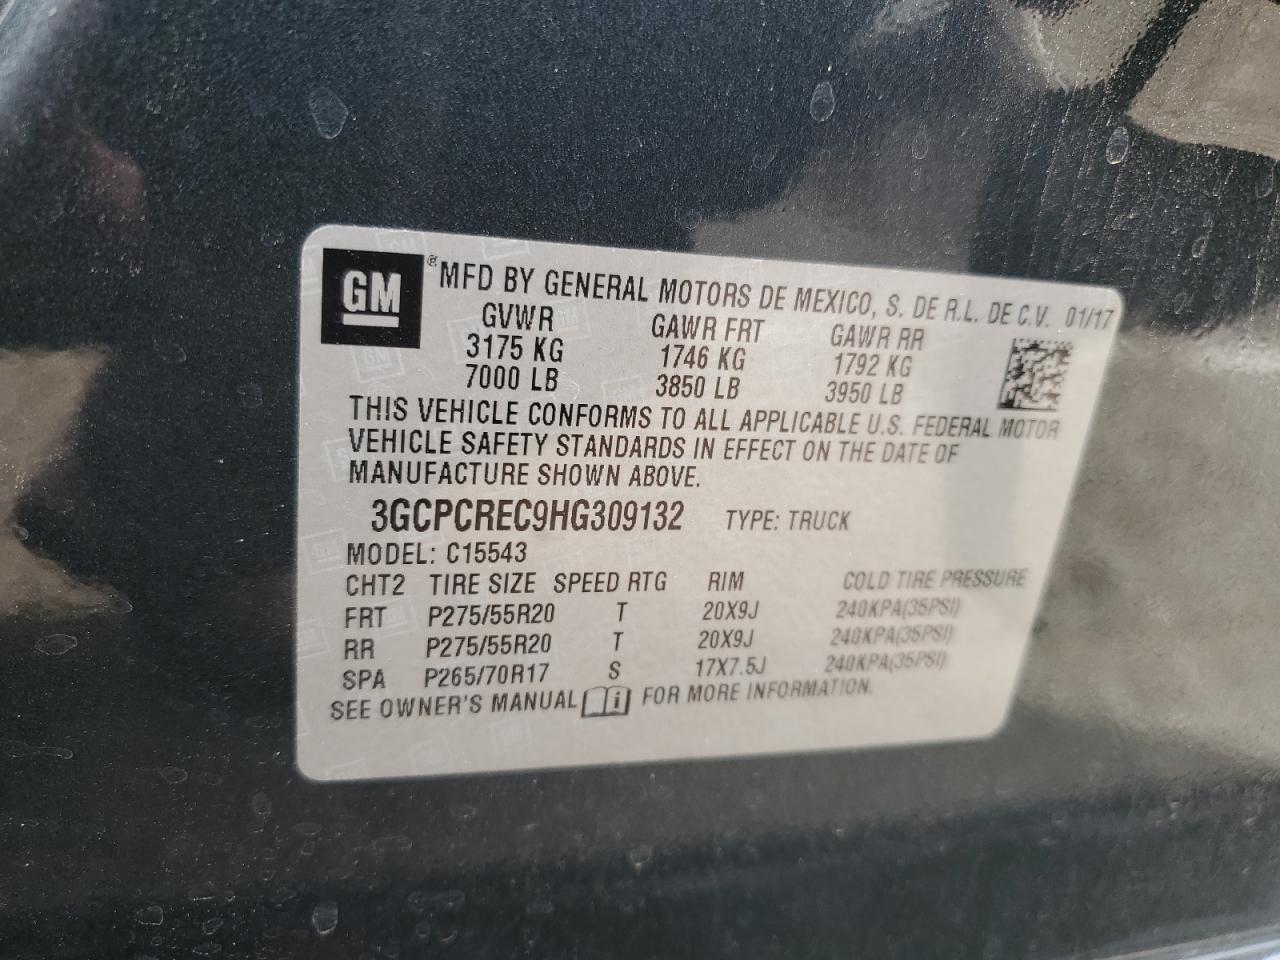 GM ® MFD BY GENERAL MOTORS DE MEXICO, S. DE R.L. DE C.V. 01/17
GVWR GAWR FRT GAWR RR
3175 KG 1746 KG 1792 KG
7000 LB 3850 LB 3950 LB
THIS VEHICLE CONFORMS TO ALL APPLICABLE U.S. FEDERAL MOTOR
VEHICLE SAFETY STANDARDS IN EFFECT ON THE DATE OF
MANUFACTURE SHOWN ABOVE.
3GCPCREC9HG309132 TYPE: TRUCK
MODEL: C15543
CHT2 TIRE SIZE SPEED RTG RIM COLD TIRE PRESSURE
FRT P275/55R20 T 20X9J 240KPA(35PSI)
RR P275/55R20 T 20X9J 240KPA(35PSI)
SPA P265/70R17 S 17X7.5J 240KPA(35PSI)
SEE OWNER'S MANUAL i FOR MORE INFORMATION.